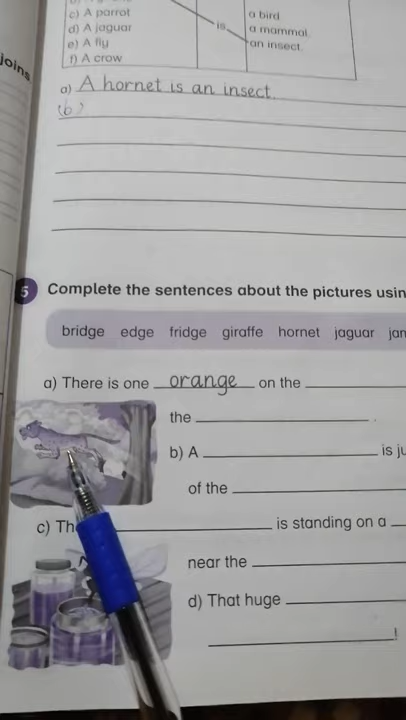 c) A parrot
d) A jaguar
e) A fly
f) A crow
is
a bird.
a mammal.
an insect.
joins
a) A hornet is an insect.
(b)
5 Complete the sentences about the pictures usin
bridge edge fridge giraffe hornet jaguar jan
a) There is one orange on the
the .
b) A is ju
of the
c) Th is standing on a
near the
d) That huge
!